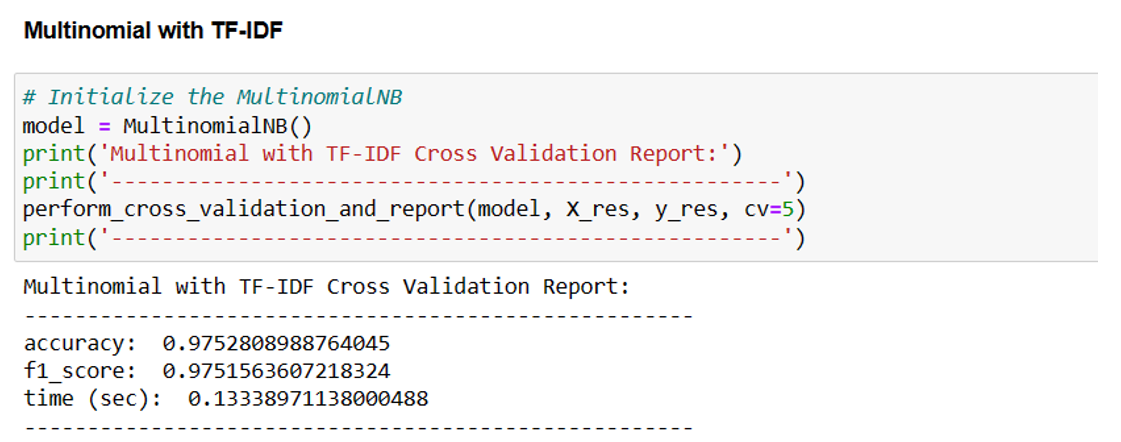 Multinomial with TF-IDF
# Initialize the MultinomialNB
model = MultinomialNB()
print('Multinomial with TF-IDF Cross Validation Report:')
print('-----------------------------------------------------')
perform_cross_validation_and_report(model, X_res, y_res, cv=5)
print('-----------------------------------------------------')
Multinomial with TF-IDF Cross Validation Report:
-----------------------------------------------------
accuracy:  0.9752808988764045
f1_score:  0.9751563607218324
time (sec):  0.13338971138000488
-----------------------------------------------------